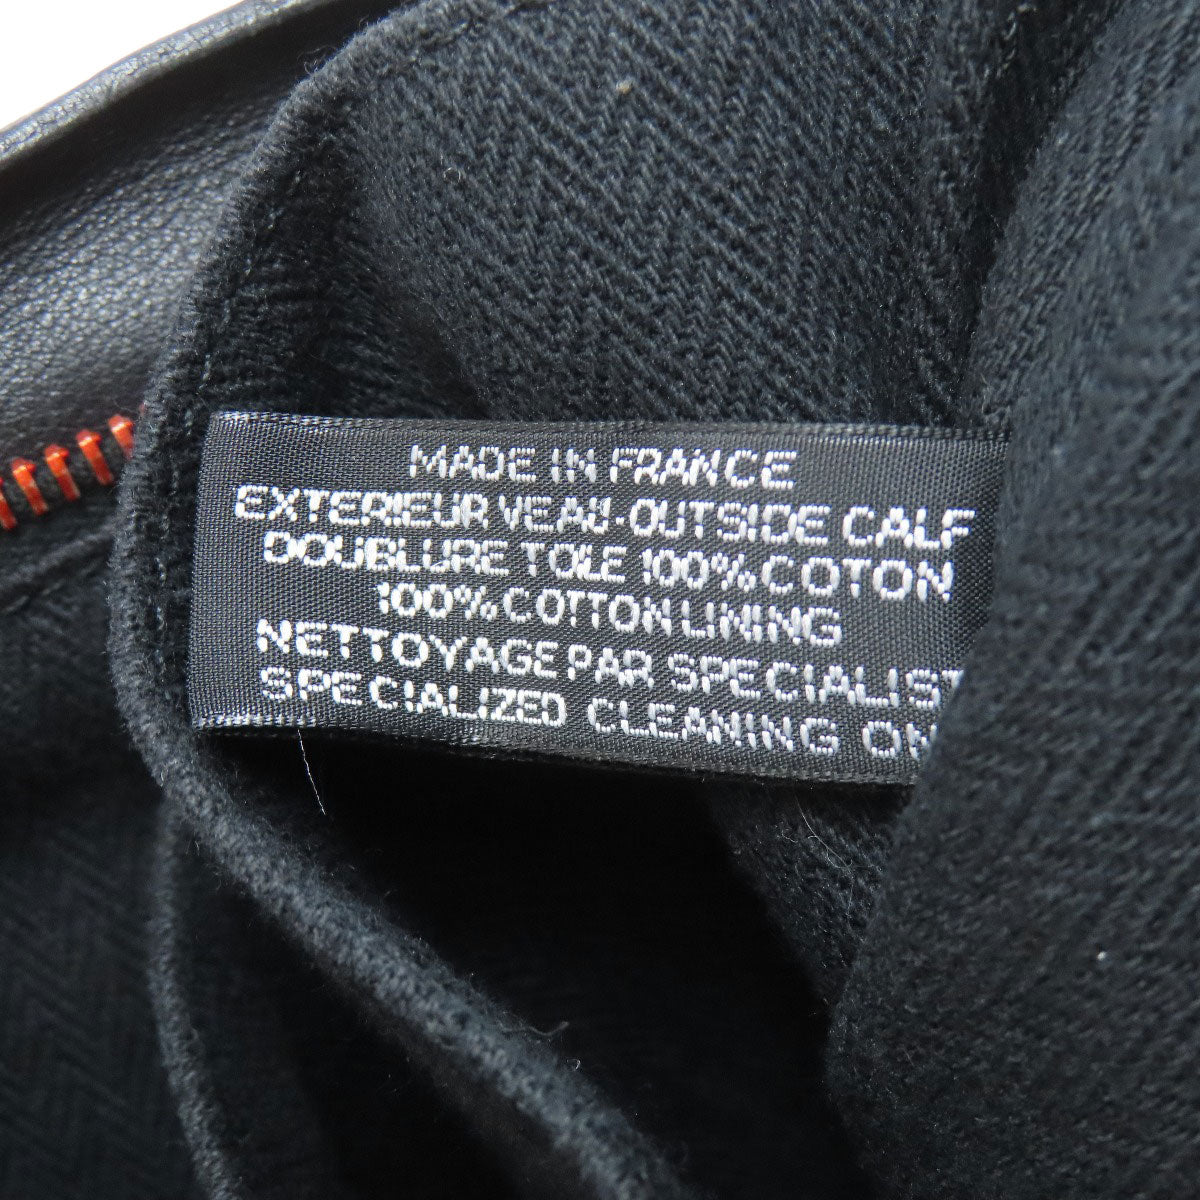 MADE IN FRANCE
EXTERIEUR VEAU-OUTSIDE CALF
DOUBLURE TOILE 100% COTON
100% COTTON LINING
NETTOYAGE PAR SPECIALIST
SPECIALIZED CLEANING ON